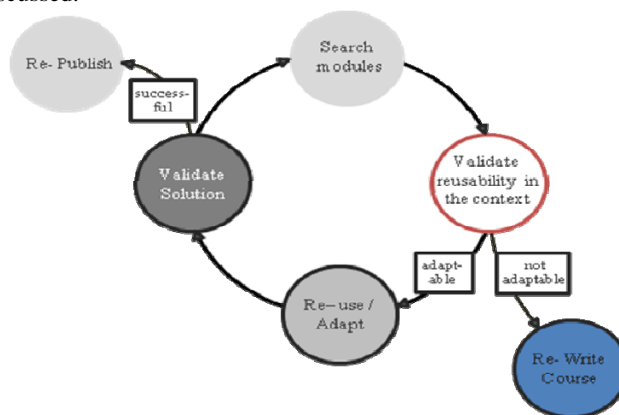 Search
modules
Re- Publish
success-
ful
Validate
Solution
Validate
reusability in
the context
adapt-
able
not
adaptable
Re-use /
Adapt
Re- Write
Course